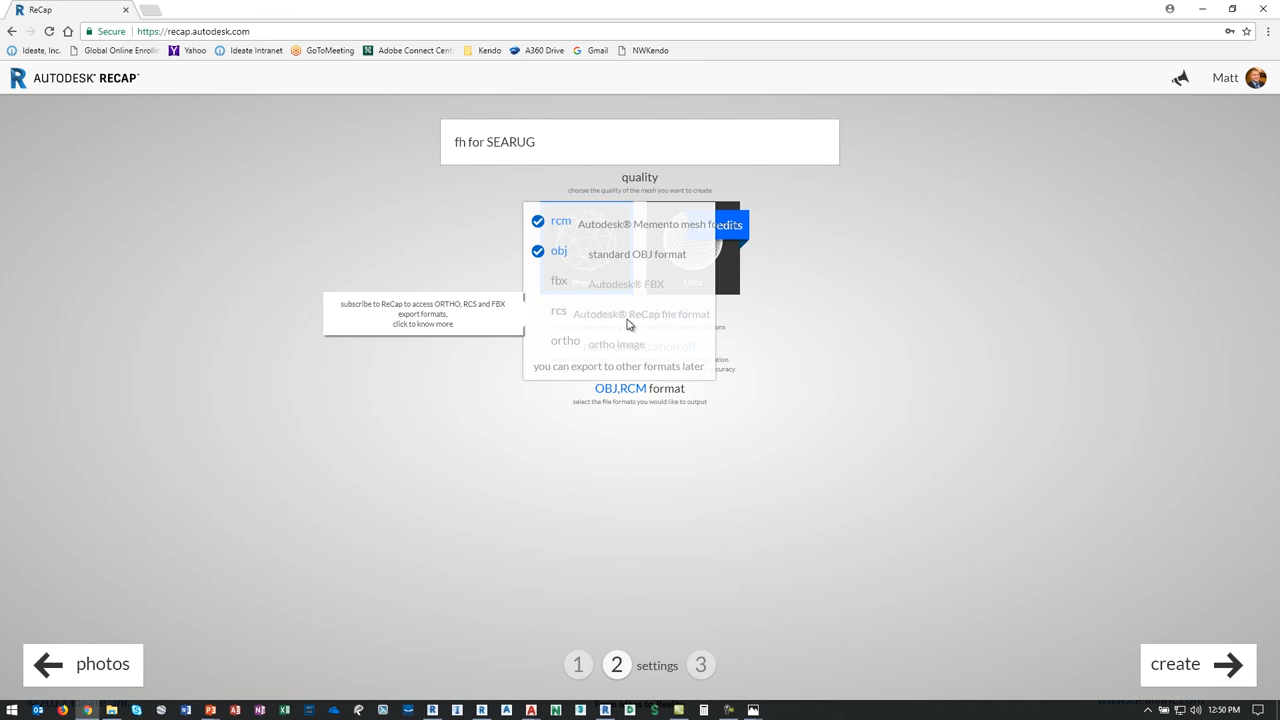 ReCap
Secure
https://recap.autodesk.com
Ideate, Inc.
Global Online Enrolli
Yahoo
Ideate Intranet
GoToMeeting
Adobe Connect Cent
Kendo
A360 Drive
Gmail
NWKendo
AUTODESK® RECAP™
Matt
fh for SEARUG
quality
choose the quality of the mesh you want to create
rcm Autodesk® Memento mesh fo
edits
obj standard OBJ format
fbx Autodesk® FBX
Ultra
rcs Autodesk® ReCap file format
ortho ortho image
you can export to other formats later
subscribe to ReCap to access ORTHO, RCS and FBX
export formats,
click to know more
OBJ,RCM format
select the file formats you would like to output
photos
1
2
settings
3
create
12:50 PM